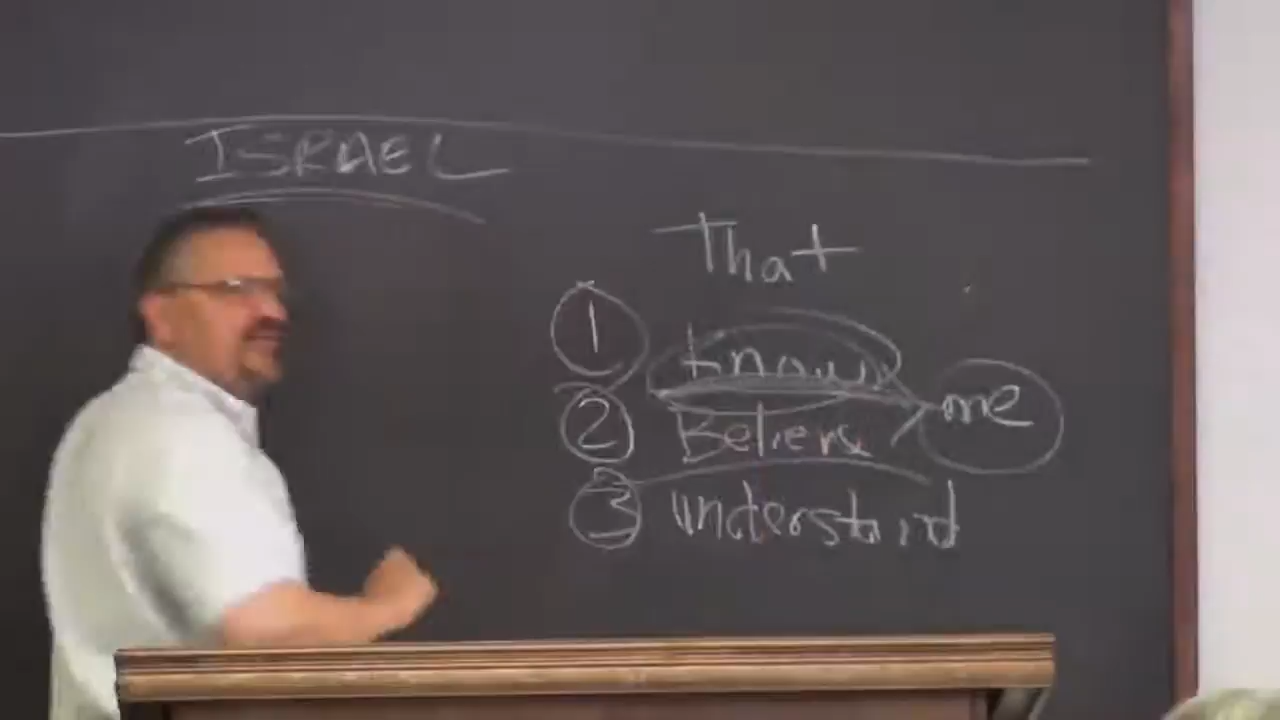 ISRAEL
That
1 know
me
2 Believe
3 understand